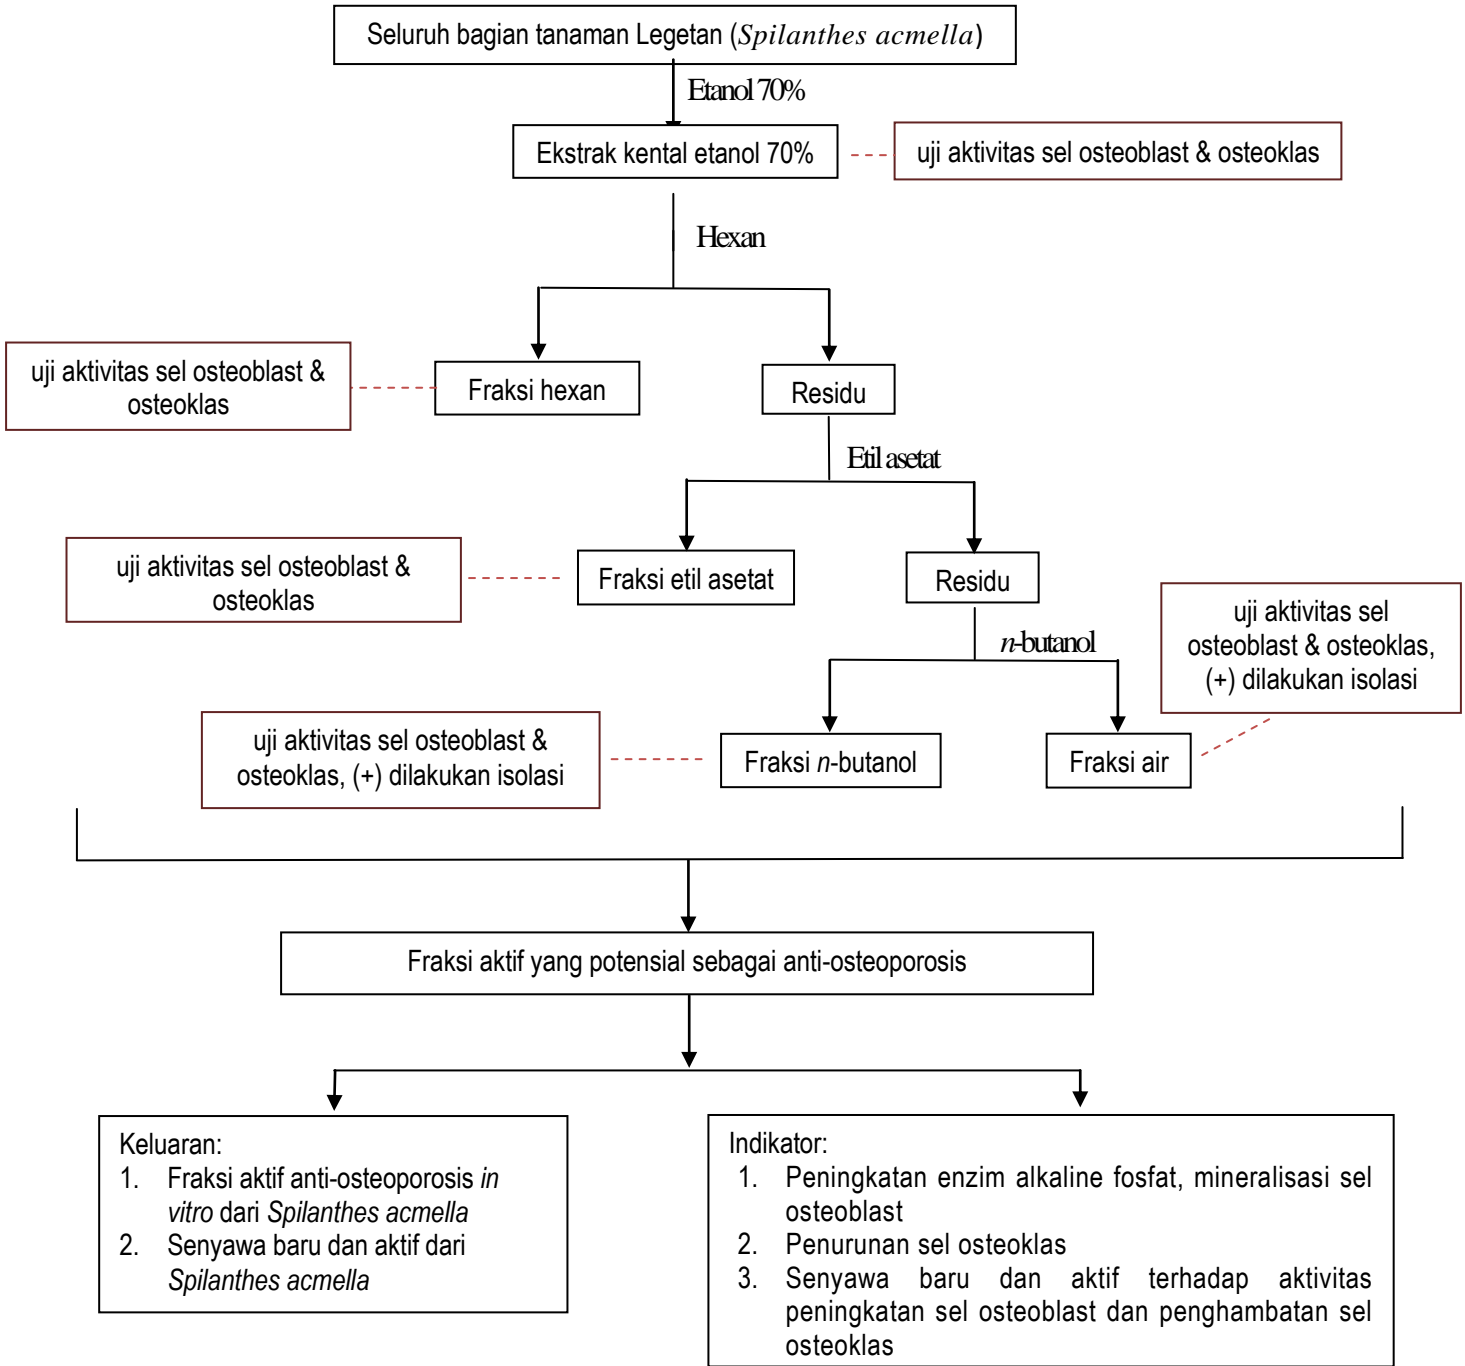 Seluruh bagian tanaman Legetan (Spilanthes acmella)
Etanol 70%
Ekstrak kental etanol 70%
uji aktivitas sel osteoblast & osteoklas
Hexan
uji aktivitas sel osteoblast &
osteoklas
Fraksi hexan
Residu
Etil asetat
uji aktivitas sel osteoblast &
osteoklas
Fraksi etil asetat
Residu
uji aktivitas sel
osteoblast & osteoklas,
(+) dilakukan isolasi
n-butanol
uji aktivitas sel osteoblast &
osteoklas, (+) dilakukan isolasi
Fraksi n-butanol
Fraksi air
Fraksi aktif yang potensial sebagai anti-osteoporosis
Keluaran:
1. Fraksi aktif anti-osteoporosis in
vitro dari Spilanthes acmella
2. Senyawa baru dan aktif dari
Spilanthes acmella
Indikator:
1. Peningkatan enzim alkaline fosfat, mineralisasi sel
osteoblast
2. Penurunan sel osteoklas
3. Senyawa baru dan aktif terhadap aktivitas
peningkatan sel osteoblast dan penghambatan sel
osteoklas